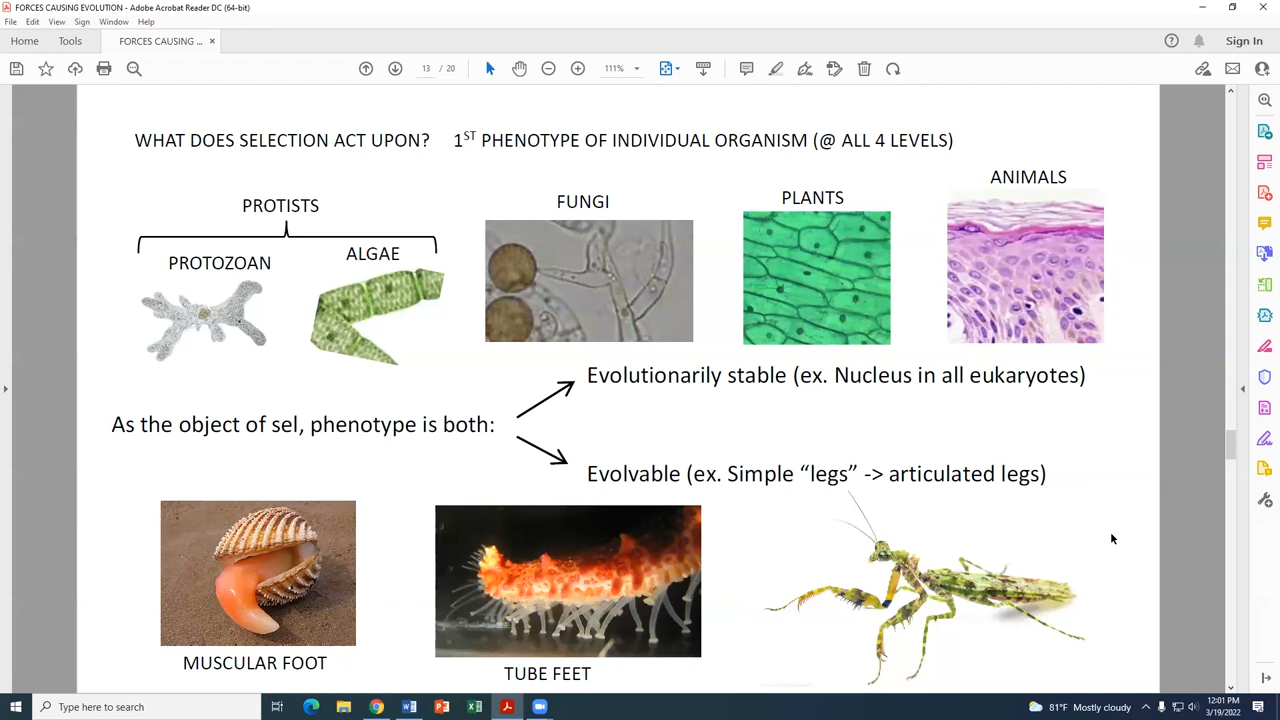 FORCES CAUSING EVOLUTION - Adobe Acrobat Reader DC (64-bit)
File Edit View Sign Window Help
Home Tools FORCES CAUSING ... × Sign In
13 / 20 111%
WHAT DOES SELECTION ACT UPON? 1ST PHENOTYPE OF INDIVIDUAL ORGANISM (@ ALL 4 LEVELS)
ANIMALS
PLANTS
FUNGI
PROTISTS
ALGAE
PROTOZOAN
Evolutionarily stable (ex. Nucleus in all eukaryotes)
As the object of sel, phenotype is both:
Evolvable (ex. Simple “legs” -> articulated legs)
MUSCULAR FOOT
TUBE FEET
Type here to search
81°F Mostly cloudy
12:01 PM
3/19/2022